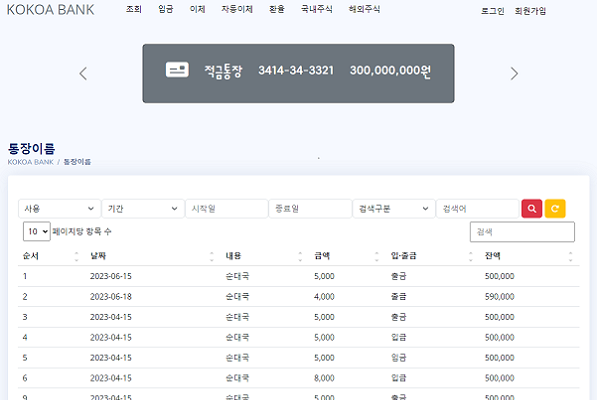 KOKOA BANK 조회 입금 이체 자동이체 환율 국내주식 해외주식 로그인 회원가입
적금통장 3414-34-3321 300,000,000원
통장이름
KOKOA BANK / 통장이름
사용 기간 시작일 종료일 검색구분 검색어
10 페이지당 항목 수 검색
순서 날짜 내용 금액 입·출금 잔액
1 2023-06-15 순대국 5,000 출금 500,000
2 2023-06-18 순대국 4,000 출금 590,000
3 2023-04-15 순대국 5,000 출금 500,000
4 2023-04-15 순대국 5,000 입금 500,000
5 2023-04-15 순대국 5,000 입금 500,000
6 2023-04-15 순대국 8,000 입금 500,000
9 2023-04-15 순대국 5,000 출금 500,000